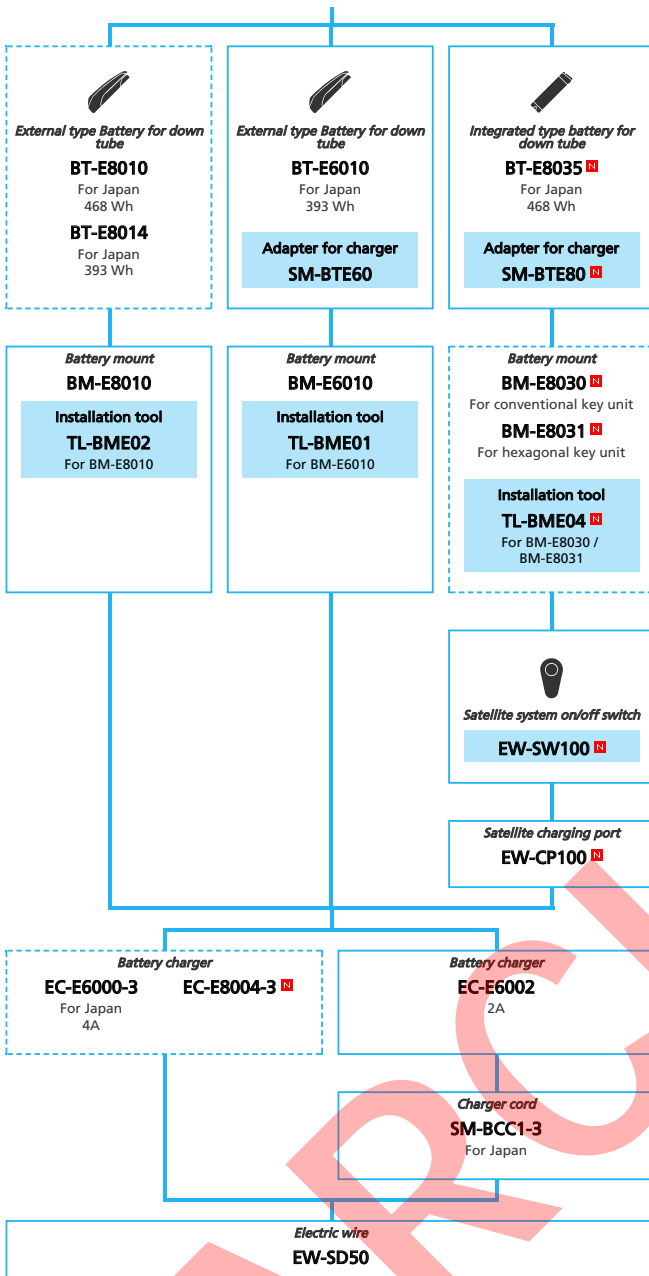 External type Battery for down
tube
BT-E8010
For Japan
468 Wh
BT-E8014
For Japan
393 Wh
External type Battery for down
tube
BT-E6010
For Japan
393 Wh
Adapter for charger
SM-BTE60
Integrated type battery for
down tube
BT-E8035 N
For Japan
468 Wh
Adapter for charger
SM-BTE80 N
Battery mount
BM-E8010
Installation tool
TL-BME02
For BM-E8010
Battery mount
BM-E6010
Installation tool
TL-BME01
For BM-E6010
Battery mount
BM-E8030 N
For conventional key unit
BM-E8031 N
For hexagonal key unit
Installation tool
TL-BME04 N
For BM-E8030 /
BM-E8031
Satellite system on/off switch
EW-SW100 N
Satellite charging port
EW-CP100 N
Battery charger
EC-E6000-3
For Japan
4A
EC-E8004-3 N
Battery charger
EC-E6002
2A
Charger cord
SM-BCC1-3
For Japan
Electric wire
EW-SD50